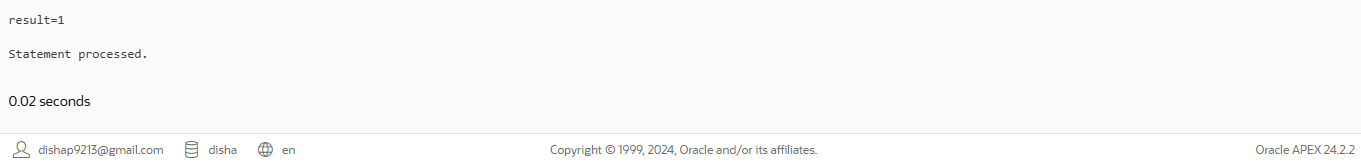 result=1
Statement processed.
0.02 seconds
dishap9213@gmail.com disha en Copyright © 1999, 2024, Oracle and/or its affiliates. Oracle APEX 24.2.2